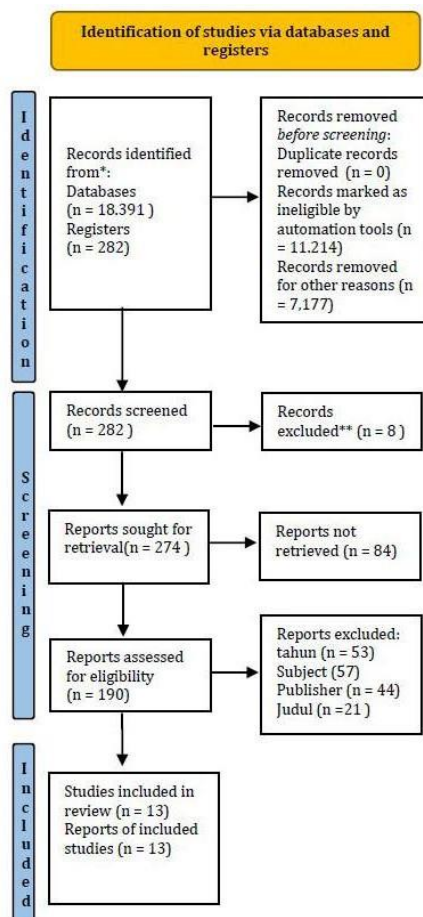 Identification of studies via databases and
registers
Identification
Records identified
from*:
Databases
(n = 18.391 )
Registers
(n = 282)
Records removed
before screening:
Duplicate records
removed (n = 0)
Records marked as
ineligible by
automation tools (n
= 11.214)
Records removed
for other reasons (n
= 7,177)
Screening
Records screened
(n = 282 )
Records
excluded** (n = 8 )
Reports sought for
retrieval(n = 274 )
Reports not
retrieved (n = 84)
Reports assessed
for eligibility
(n = 190)
Reports excluded:
tahun (n = 53)
Subject (57)
Publisher (n = 44)
Judul (n =21 )
Included
Studies included in
review (n = 13)
Reports of included
studies (n = 13)